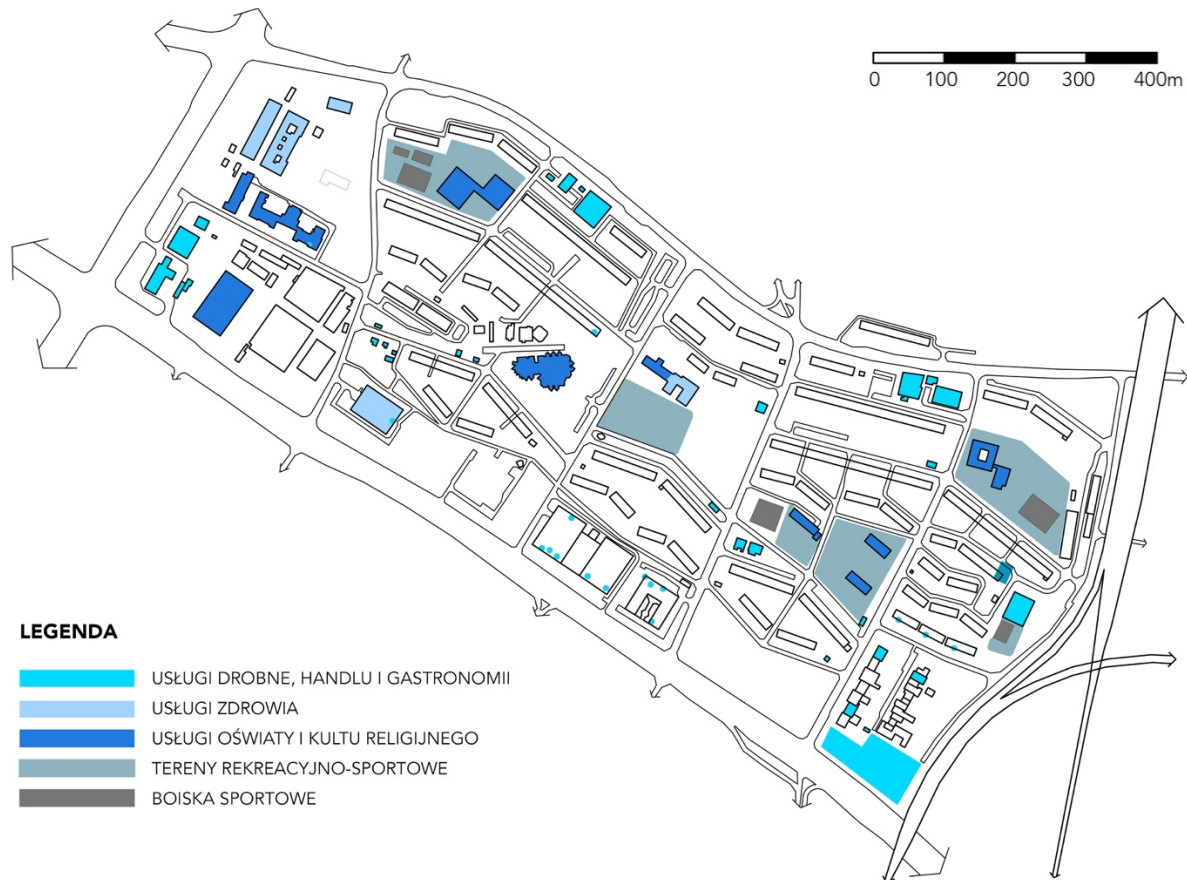 0 100 200 300 400m
LEGENDA
USŁUGI DROBNE, HANDLU I GASTRONOMII
USŁUGI ZDROWIA
USŁUGI OŚWIATY I KULTU RELIGIJNEGO
TERENY REKREACYJNO-SPORTOWE
BOISKA SPORTOWE